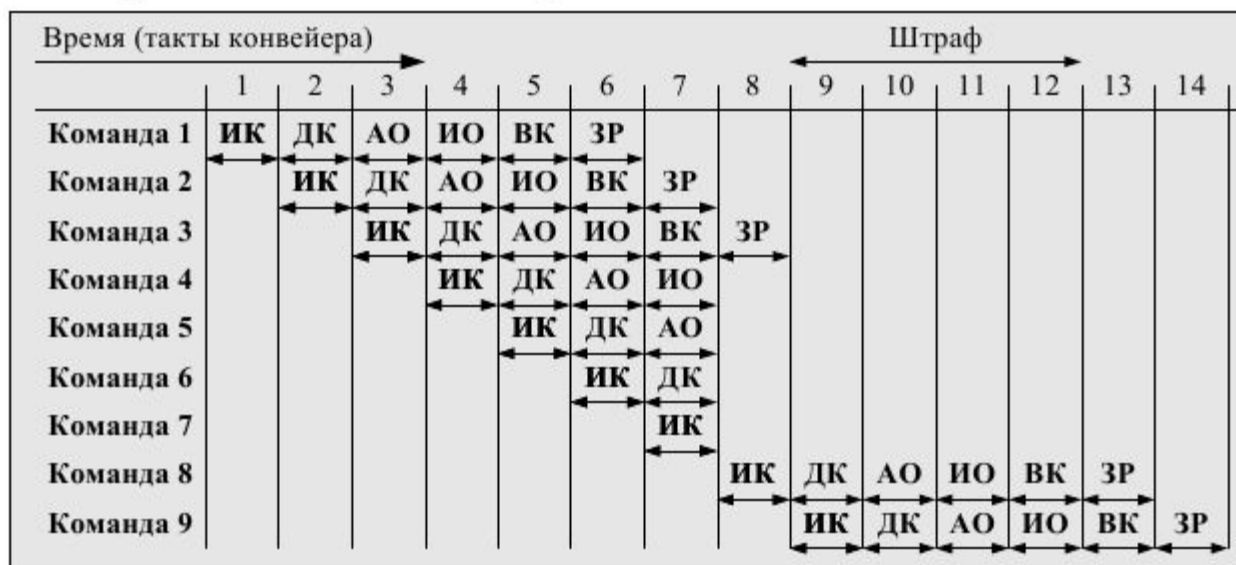 Время (такты конвейера) Штраф
1 2 3 4 5 6 7 8 9 10 11 12 13 14
Команда 1 ИК ДК АО ИО ВК ЗР
Команда 2 ИК ДК АО ИО ВК ЗР
Команда 3 ИК ДК АО ИО ВК ЗР
Команда 4 ИК ДК АО ИО
Команда 5 ИК ДК АО
Команда 6 ИК ДК
Команда 7 ИК
Команда 8 ИК ДК АО ИО ВК ЗР
Команда 9 ИК ДК АО ИО ВК ЗР